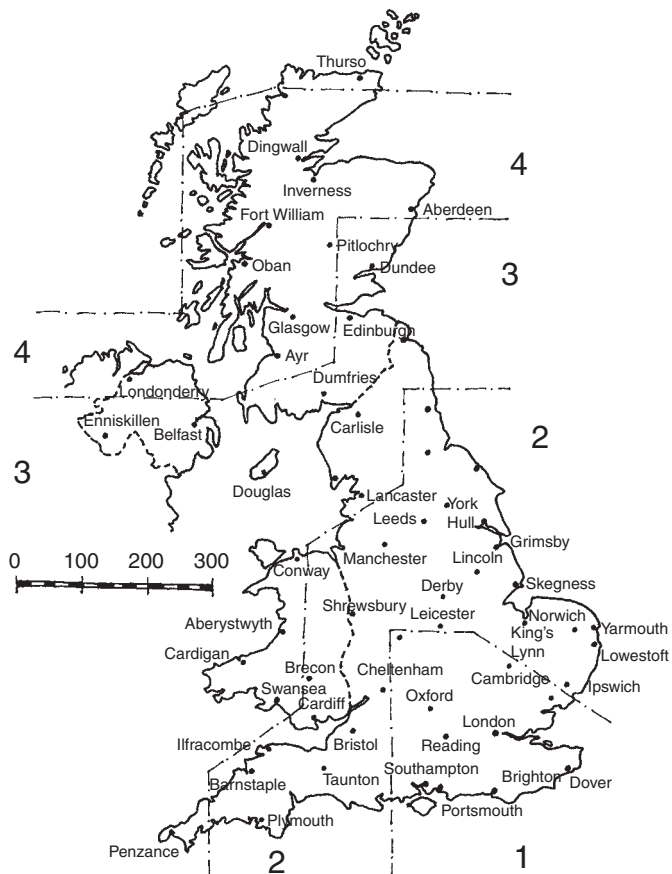 Thurso
Dingwall
4
Inverness
Aberdeen
Fort William
Pitlochry
Oban
Dundee
3
Glasgow
Edinburgh
4
Ayr
Londonderry
Dumfries
Enniskillen
Belfast
Carlisle
2
3
Douglas
Lancaster
York
Leeds
Hull
0 100 200 300
Manchester
Grimsby
Conway
Lincoln
Skegness
Derby
Shrewsbury
Leicester
Norwich
Aberystwyth
King's
Lynn
Yarmouth
Lowestoft
Cardigan
Brecon
Cheltenham
Cambridge
Ipswich
Swansea
Cardiff
Oxford
London
Ilfracombe
Bristol
Reading
Barnstaple
Taunton
Southampton
Brighton
Dover
Portsmouth
Plymouth
Penzance
2
1